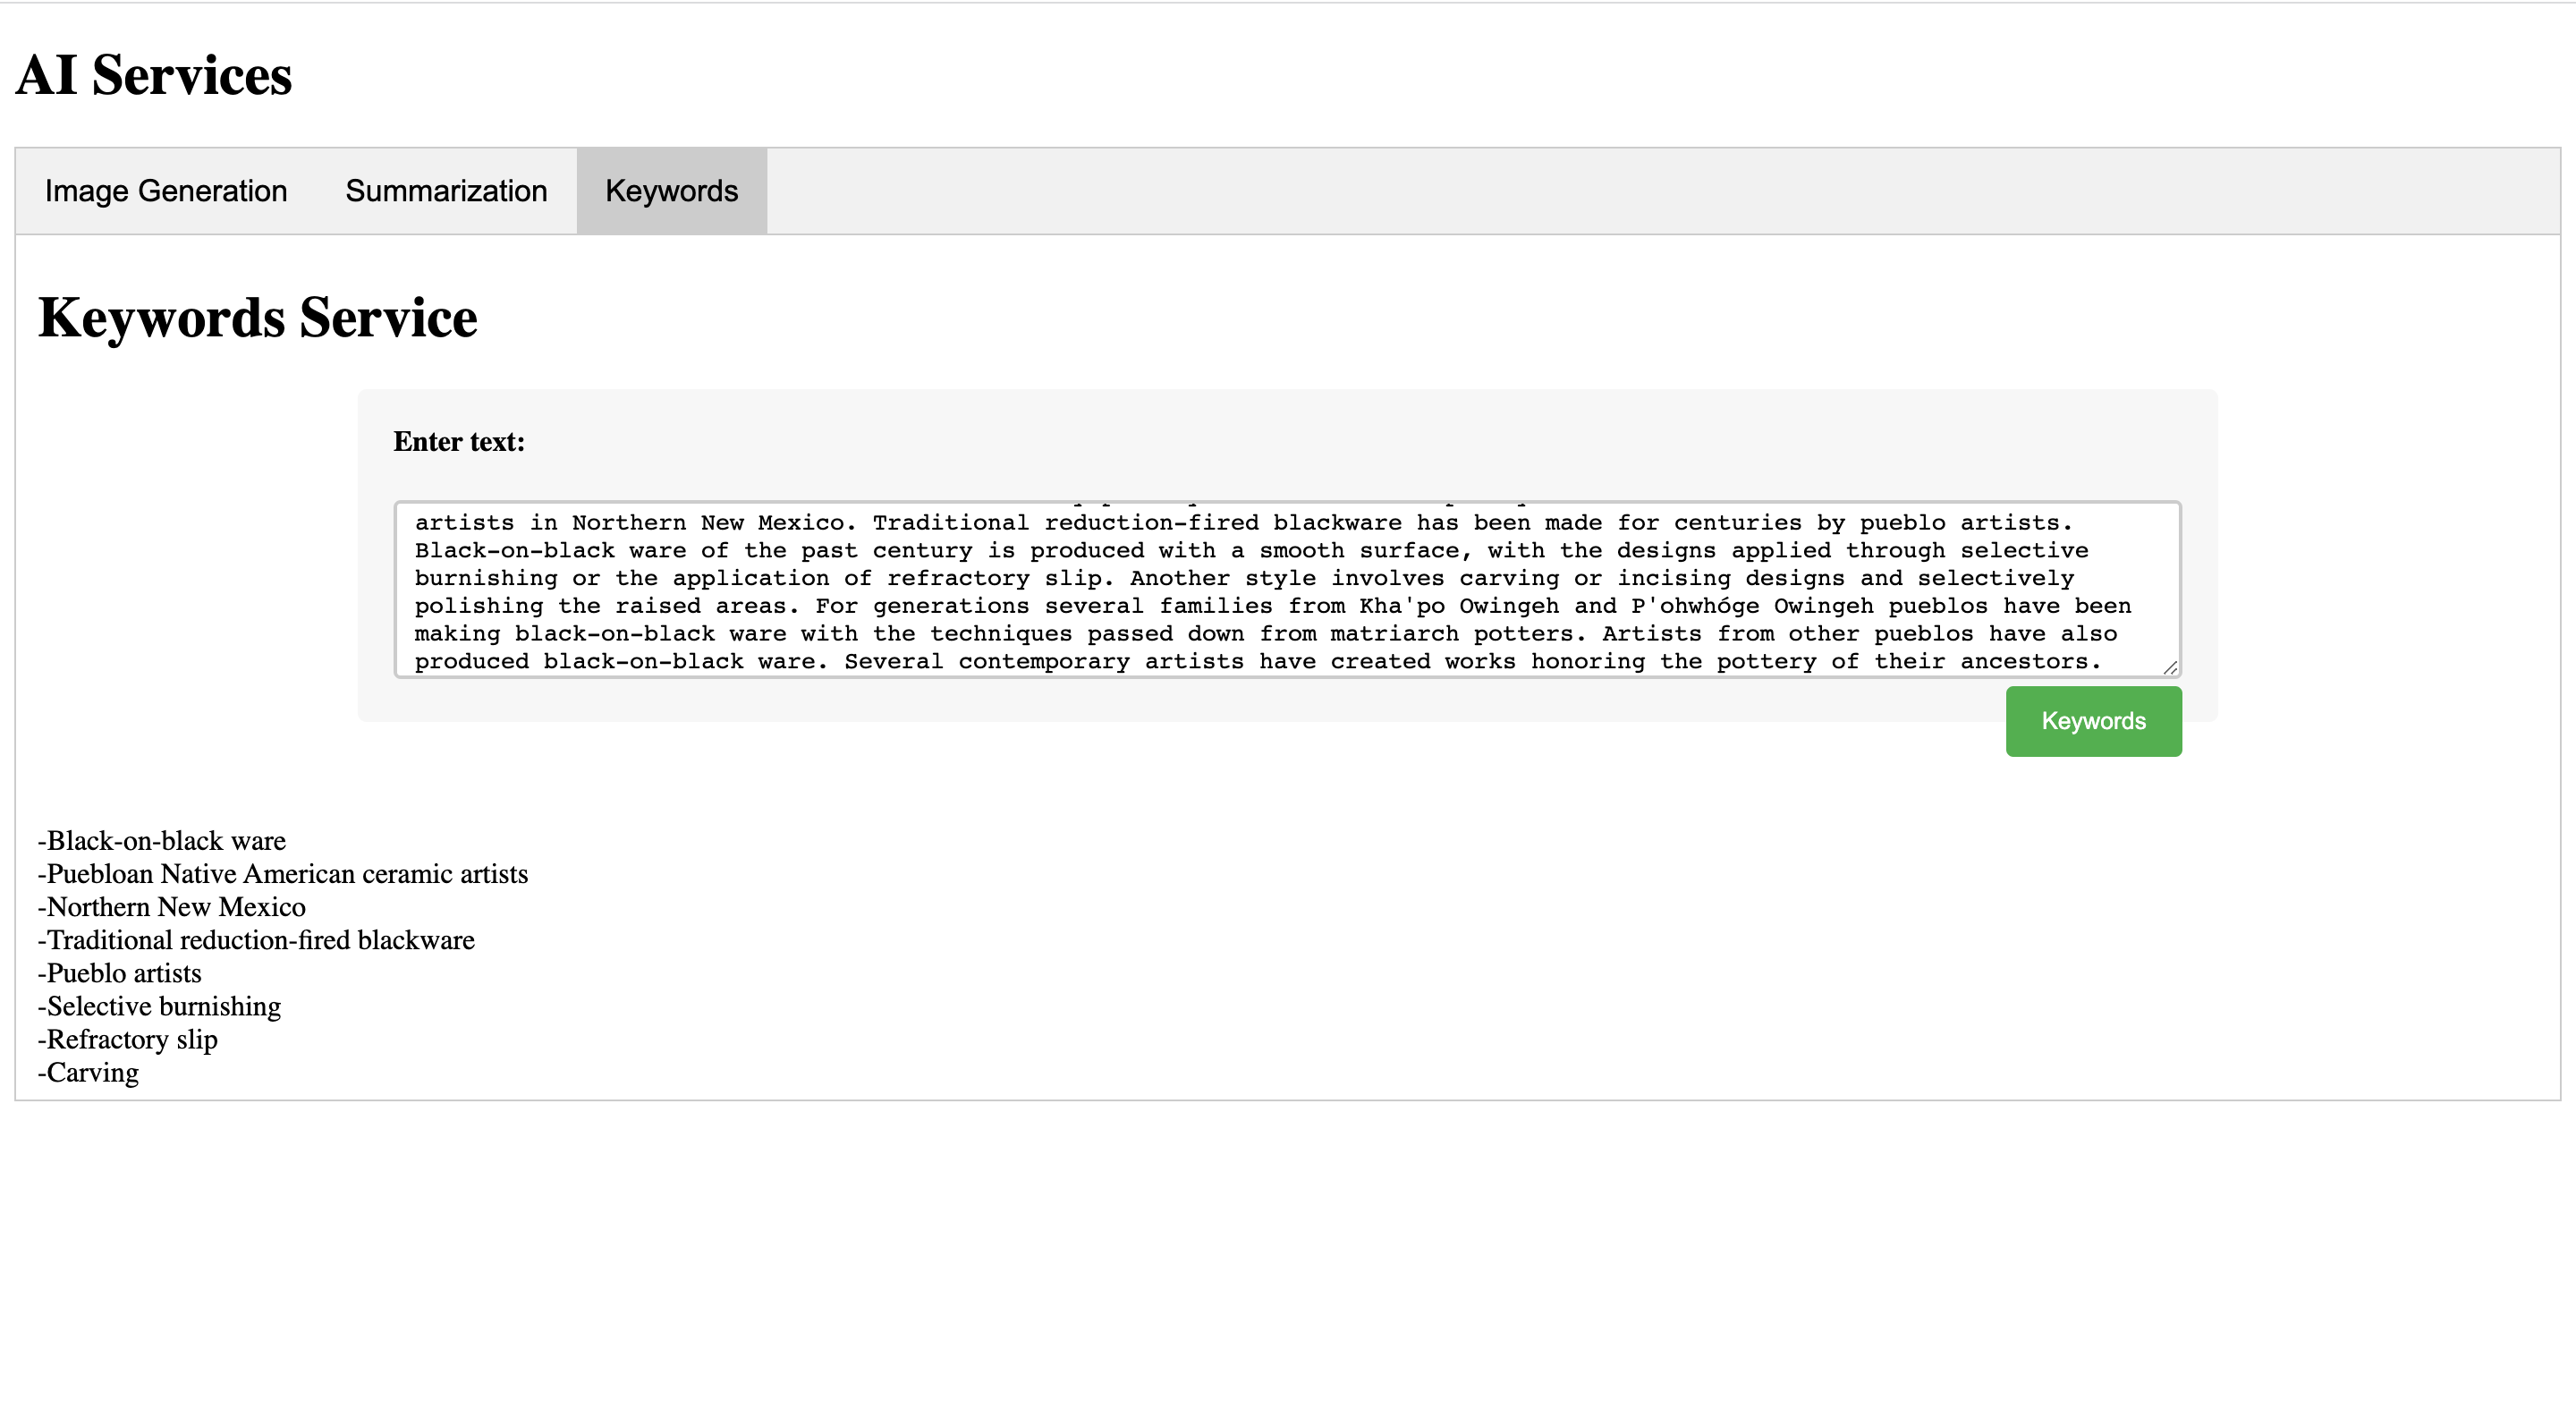 AI Services
Image Generation Summarization Keywords
Keywords Service
Enter text:
artists in Northern New Mexico. Traditional reduction-fired blackware has been made for centuries by pueblo artists.
Black-on-black ware of the past century is produced with a smooth surface, with the designs applied through selective
burnishing or the application of refractory slip. Another style involves carving or incising designs and selectively
polishing the raised areas. For generations several families from Kha'po Owingeh and P'ohwhóge Owingeh pueblos have been
making black-on-black ware with the techniques passed down from matriarch potters. Artists from other pueblos have also
produced black-on-black ware. Several contemporary artists have created works honoring the pottery of their ancestors.
Keywords
-Black-on-black ware
-Puebloan Native American ceramic artists
-Northern New Mexico
-Traditional reduction-fired blackware
-Pueblo artists
-Selective burnishing
-Refractory slip
-Carving